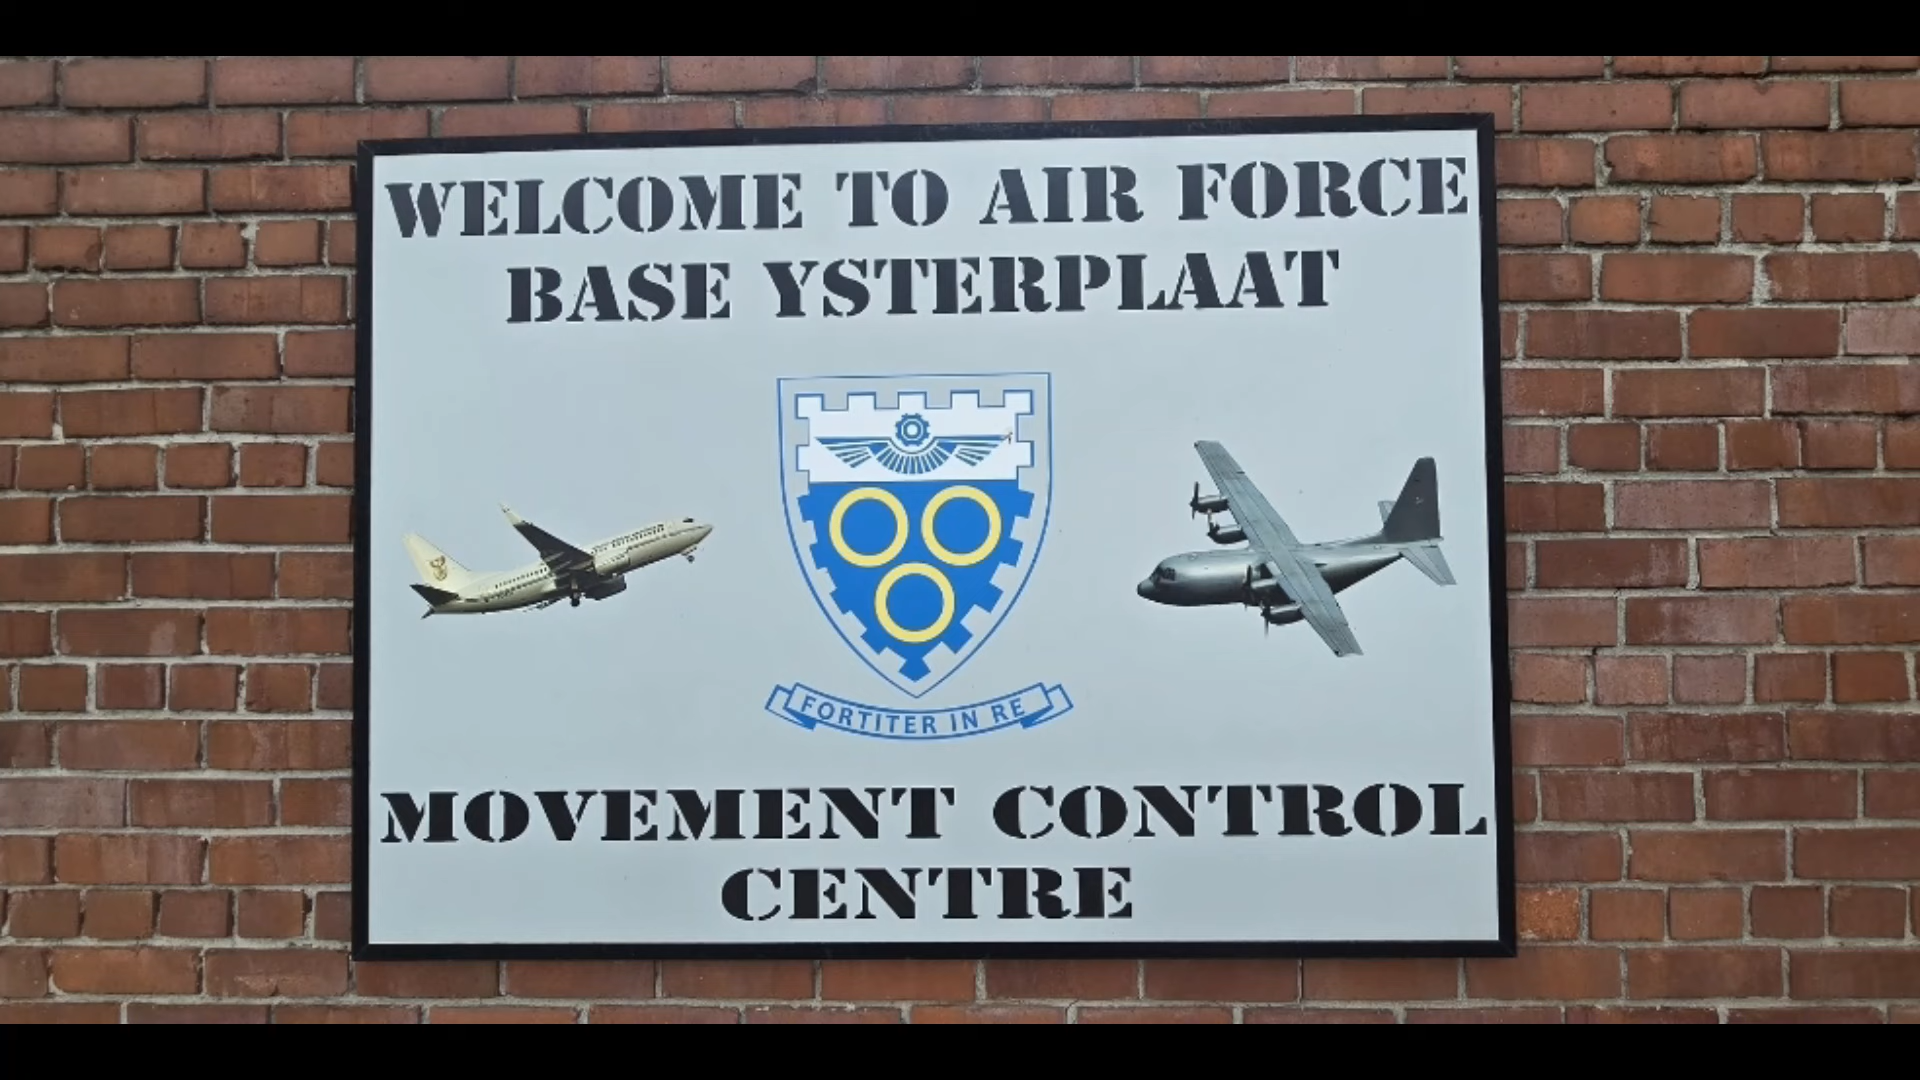 WELCOME TO AIR FORCE
BASE YSTERPLAAT
FORTITER IN RE
MOVEMENT CONTROL
CENTRE